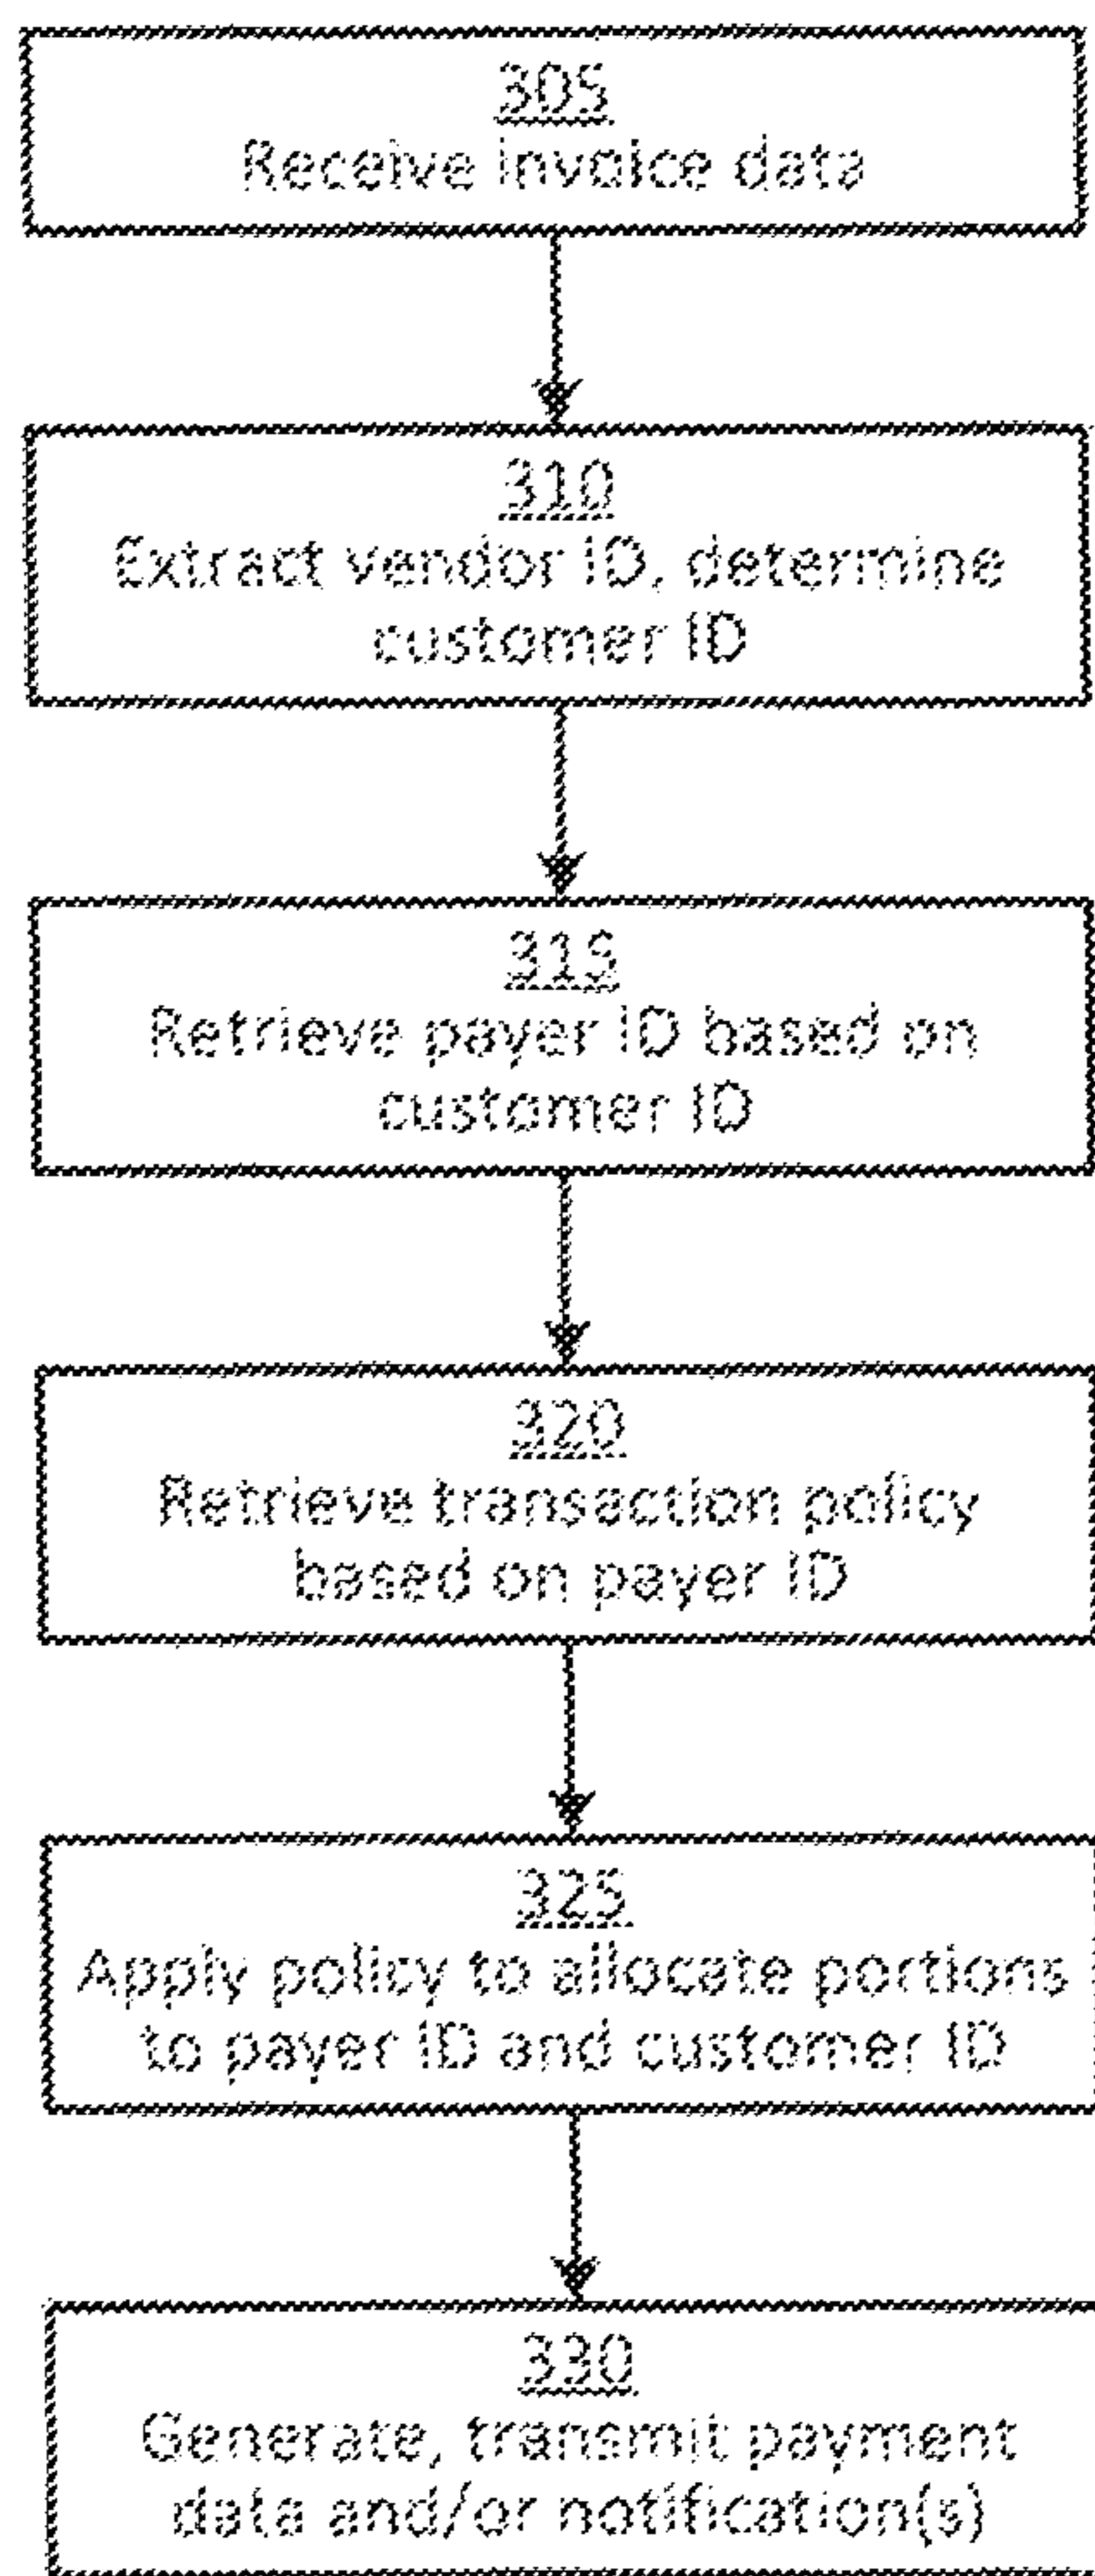 305
Receive invoice data
310
Extract vendor ID, determine
customer ID
315
Retrieve payer ID based on
customer ID
320
Retrieve transaction policy
based on payer ID
325
Apply policy to allocate portions
to payer ID and customer ID
330
Generate, transmit payment
data and/or notification(s)